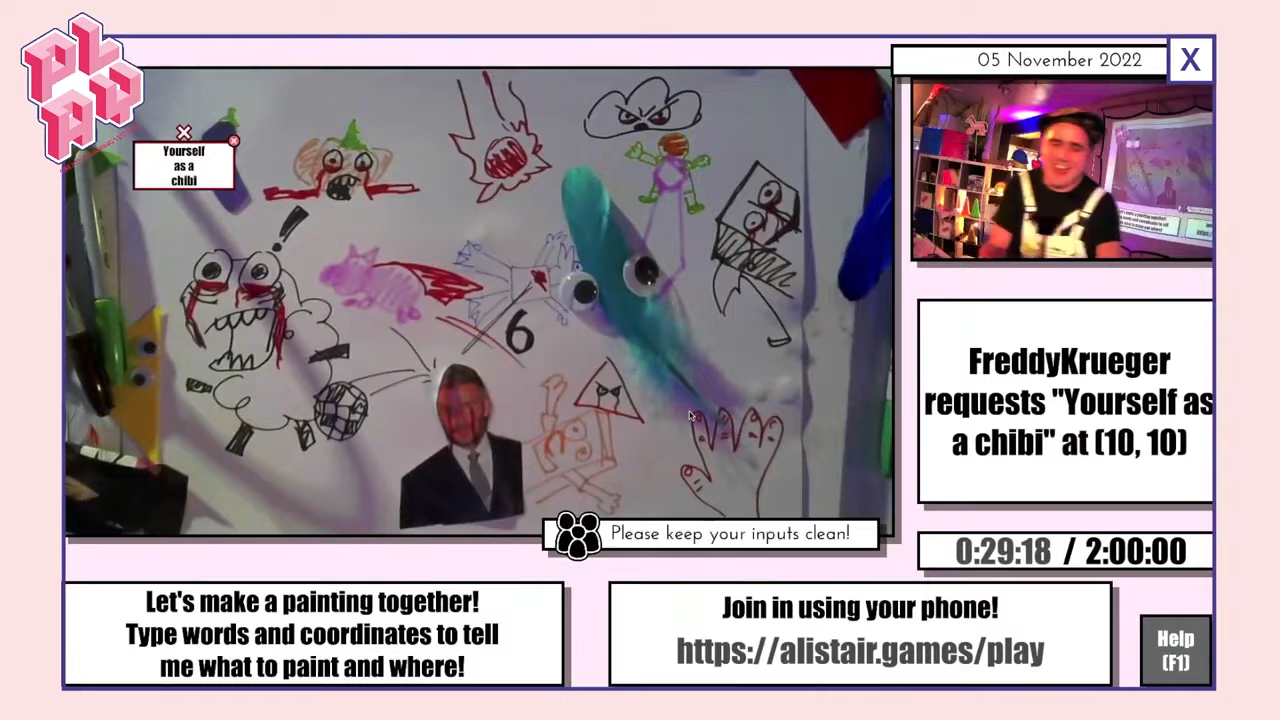 PLAY
05 November 2022
X
Yourself
as a
chibi
6
FreddyKrueger
requests "Yourself as
a chibi" at (10, 10)
Please keep your inputs clean!
0:29:18 / 2:00:00
Let's make a painting together!
Type words and coordinates to tell
me what to paint and where!
Join in using your phone!
https://alistair.games/play
Help
(F1)